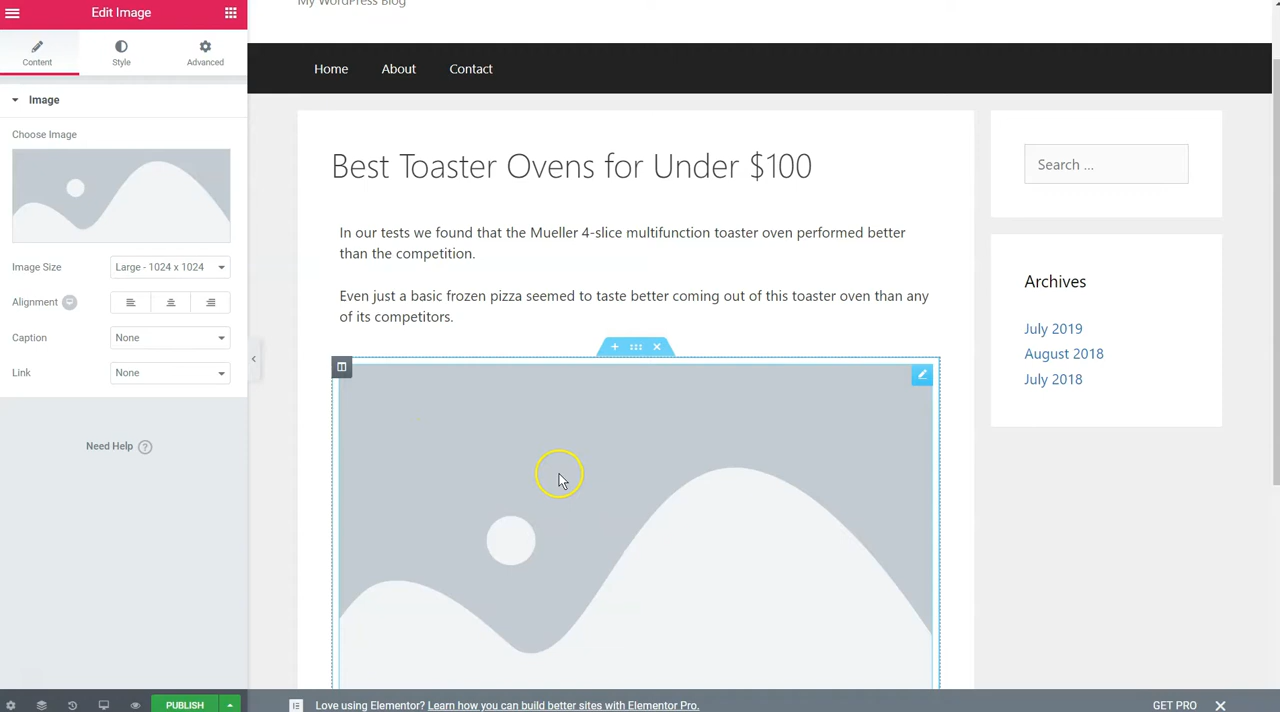 Edit Image
Content
Style
Advanced
Image
Choose Image
Image Size
Large - 1024 x 1024
Alignment
Caption
None
Link
None
Need Help
?
PUBLISH
My WordPress Blog
Home
About
Contact
Best Toaster Ovens for Under $100
In our tests we found that the Mueller 4-slice multifunction toaster oven performed better
than the competition.
Even just a basic frozen pizza seemed to taste better coming out of this toaster oven than any
of its competitors.
Search ...
Archives
July 2019
August 2018
July 2018
Love using Elementor? Learn how you can build better sites with Elementor Pro.
GET PRO